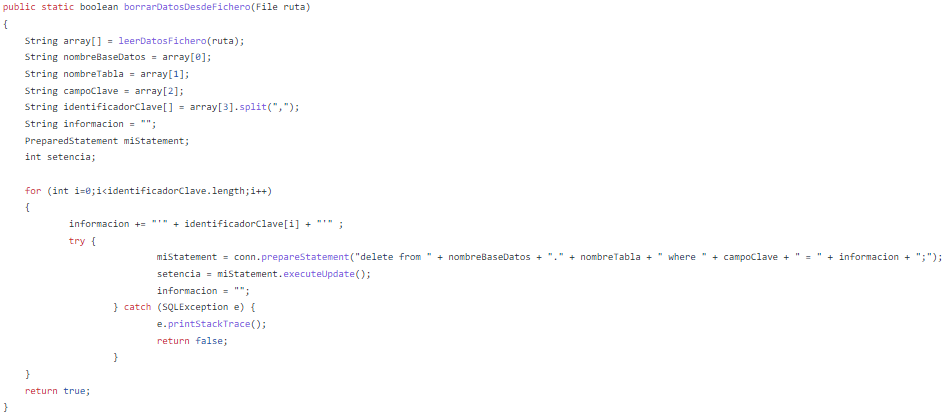 public static boolean borrarDatosDesdeFichero(File ruta)
{
String array[] = leerDatosFichero(ruta);
String nombreBaseDatos = array[0];
String nombreTabla = array[1];
String campoClave = array[2];
String identificadorClave[] = array[3].split(",");
String informacion = "";
PreparedStatement miStatement;
int setencia;
for (int i=0;i<identificadorClave.length;i++)
{
informacion += "'" + identificadorClave[i] + "'" ;
try {
miStatement = conn.prepareStatement("delete from " + nombreBaseDatos + "." + nombreTabla + " where " + campoClave + " = " + informacion + ";");
setencia = miStatement.executeUpdate();
informacion = "";
} catch (SQLException e) {
e.printStackTrace();
return false;
}
}
return true;
}